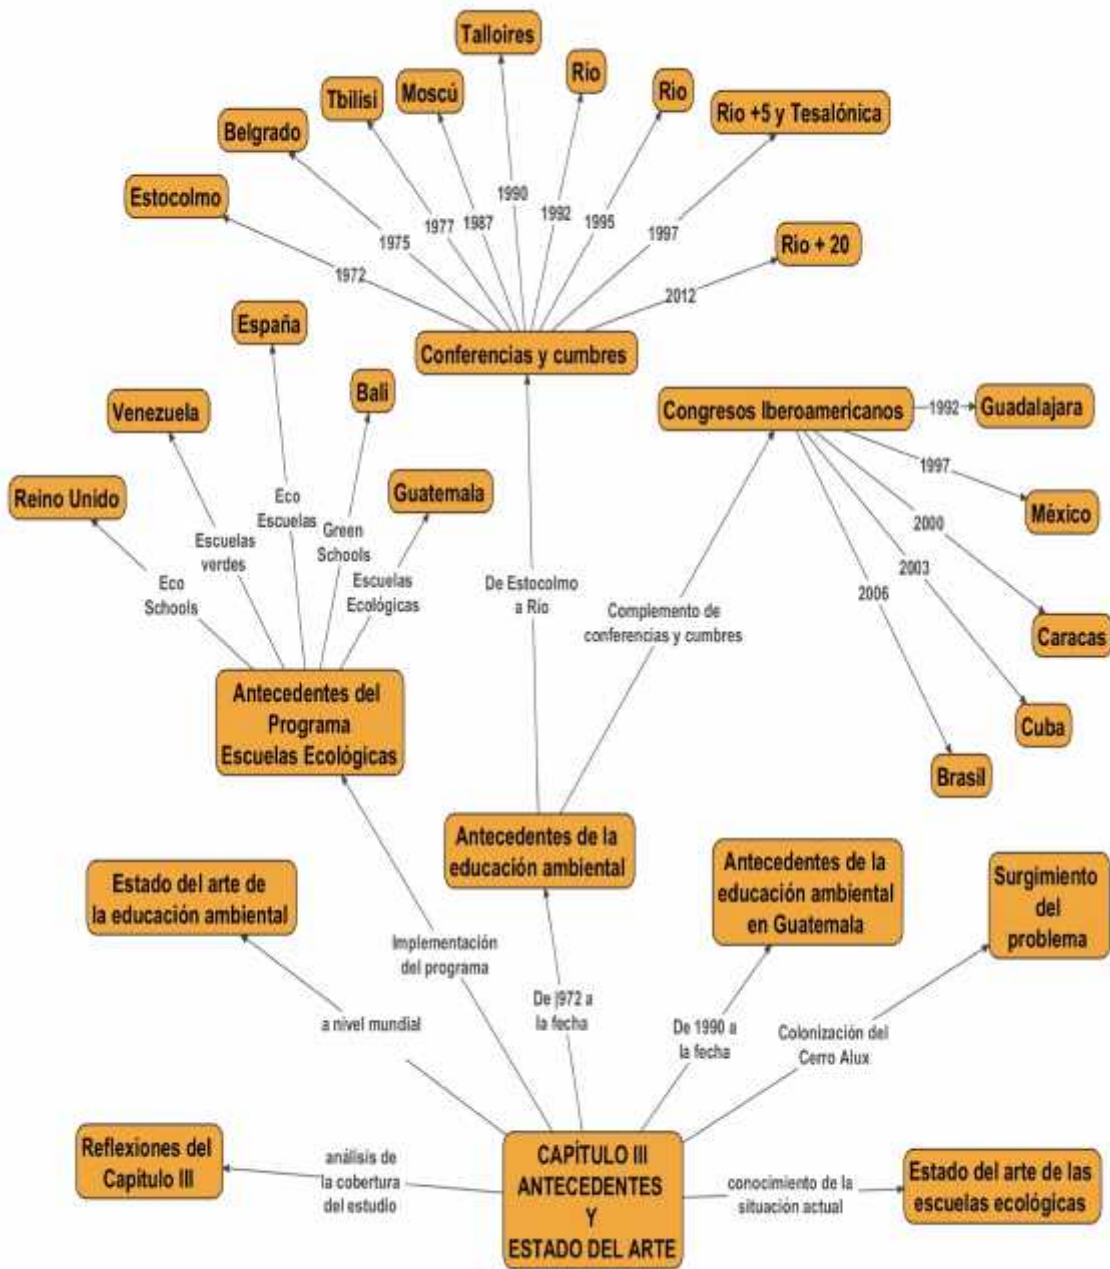 Talloires
Río
Rio
Tbilisi
Moscú
Rio +5 y Tesalónica
Belgrado
Estocolmo
1990
1992
1995
1977
1987
1997
1975
1972
Rio + 20
2012
España
Conferencias y cumbres
Bali
Venezuela
Congresos Iberoamericanos
1992
Guadalajara
1997
Reino Unido
Guatemala
México
Eco
Escuelas
Green
Schools
Escuelas
verdes
2000
2003
2006
Eco
Schools
Escuelas
Ecológicas
De Estocolmo
a Río
Complemento de
conferencias y cumbres
Caracas
Antecedentes del
Programa
Escuelas Ecológicas
Cuba
Brasil
Antecedentes de la
educación ambiental
Antecedentes de la
educación ambiental
en Guatemala
Surgimiento
del
problema
Estado del arte de
la educación ambiental
Implementación
del programa
De |972 a
la fecha
a nivel mundial
De 1990 a
la fecha
Colonización del
Cerro Alux
Reflexiones del
Capítulo III
análisis de
la cobertura
del estudio
CAPÍTULO III
ANTECEDENTES
Y
ESTADO DEL ARTE
conocimiento de la
situación actual
Estado del arte de las
escuelas ecológicas